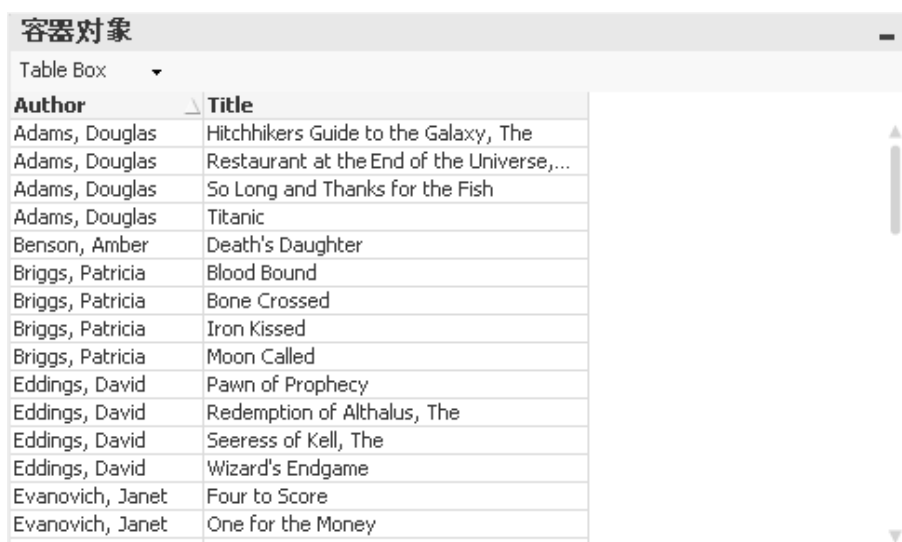 容器对象
Table Box
Author Title
Adams, Douglas Hitchhikers Guide to the Galaxy, The
Adams, Douglas Restaurant at the End of the Universe,...
Adams, Douglas So Long and Thanks for the Fish
Adams, Douglas Titanic
Benson, Amber Death's Daughter
Briggs, Patricia Blood Bound
Briggs, Patricia Bone Crossed
Briggs, Patricia Iron Kissed
Briggs, Patricia Moon Called
Eddings, David Pawn of Prophecy
Eddings, David Redemption of Althalus, The
Eddings, David Seeress of Kell, The
Eddings, David Wizard's Endgame
Evanovich, Janet Four to Score
Evanovich, Janet One for the Money